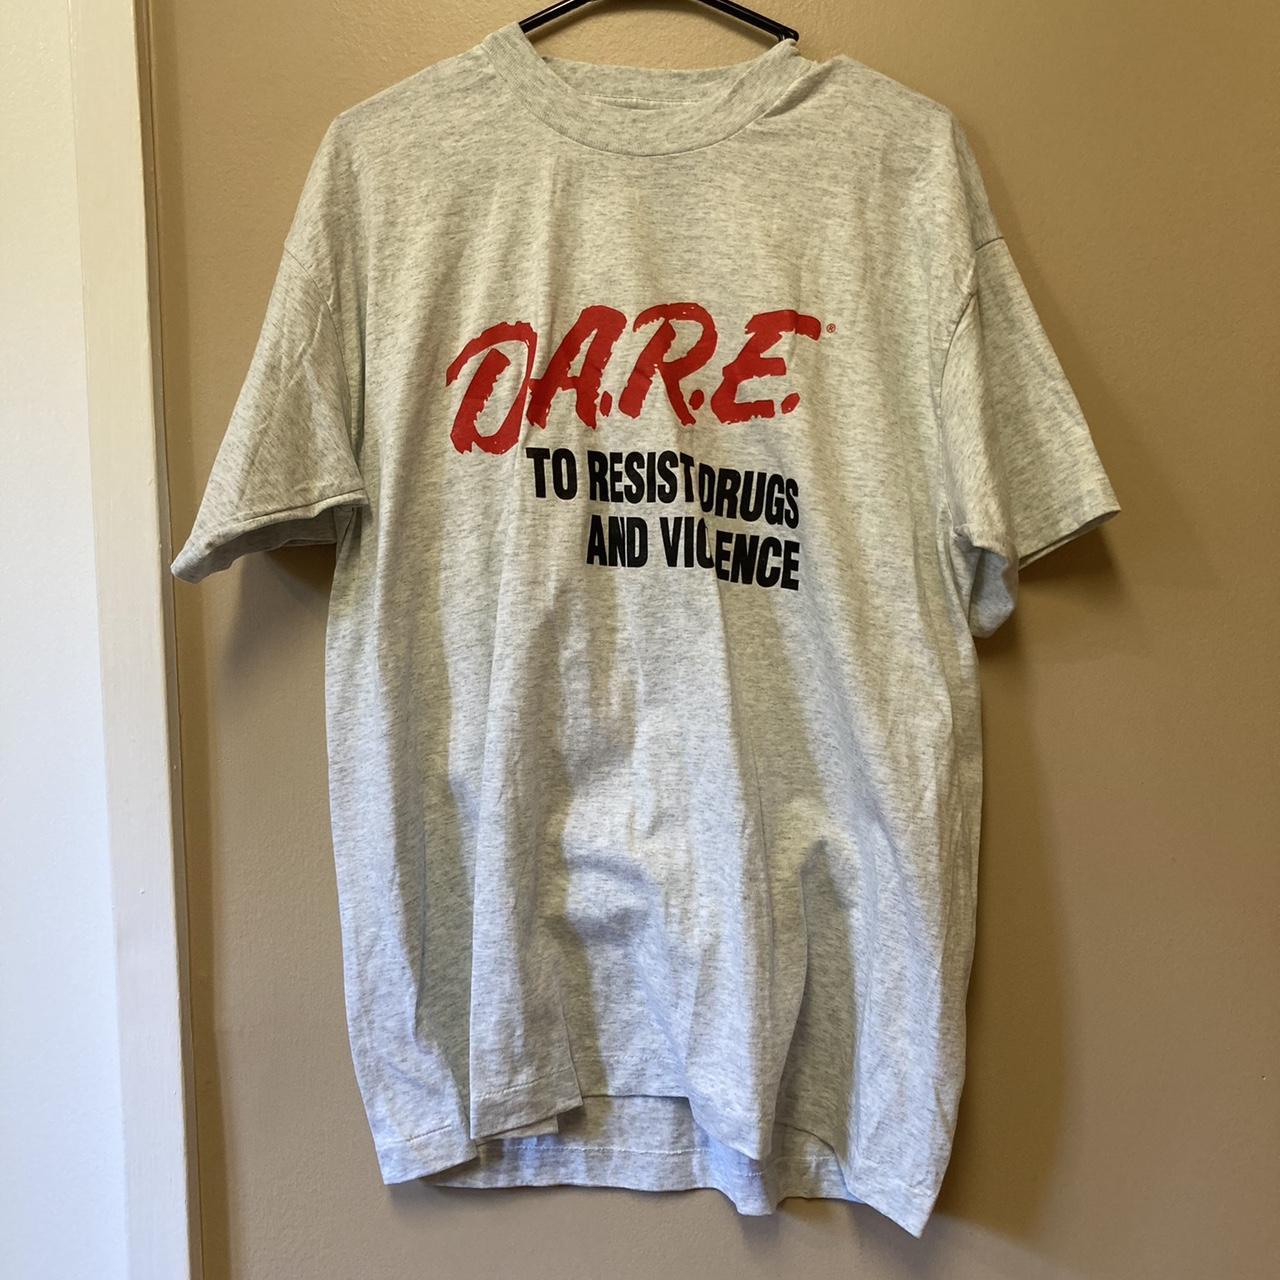 D.A.R.E.®
TO RESIST DRUGS
AND VIOLENCE